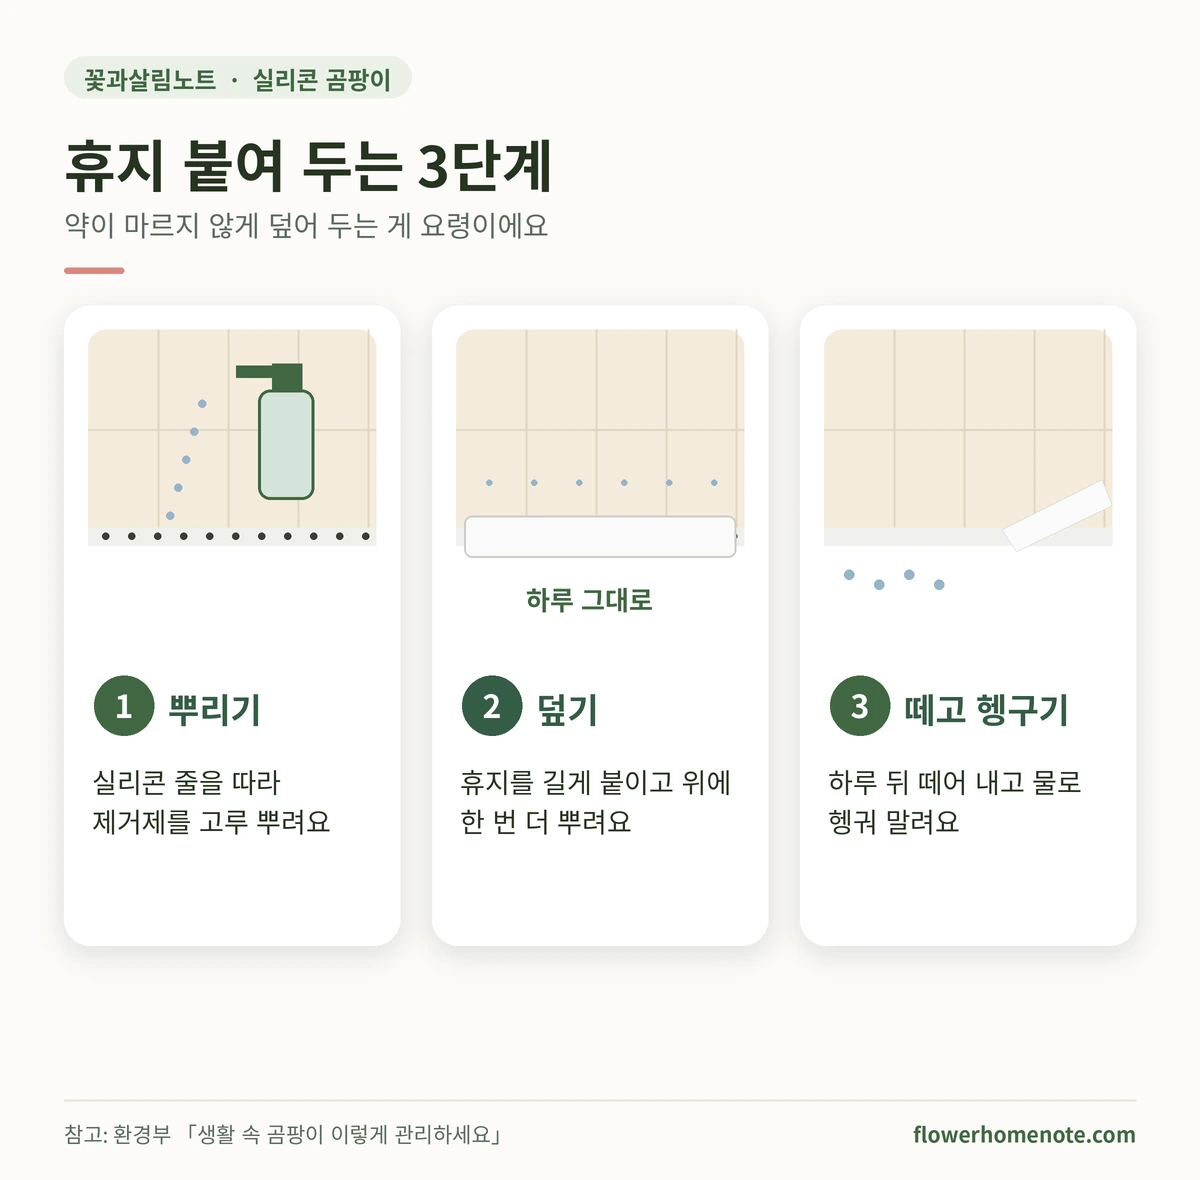 꽃과살림노트 · 실리콘 곰팡이
휴지 붙여 두는 3단계
약이 마르지 않게 덮어 두는 게 요령이에요
1 뿌리기
실리콘 줄을 따라
제거제를 고루 뿌려요
하루 그대로
2 덮기
휴지를 길게 붙이고 위에
한 번 더 뿌려요
3 떼고 헹구기
하루 뒤 떼어 내고 물로
헹궈 말려요
참고: 환경부 「생활 속 곰팡이 이렇게 관리하세요」
flowerhomenote.com